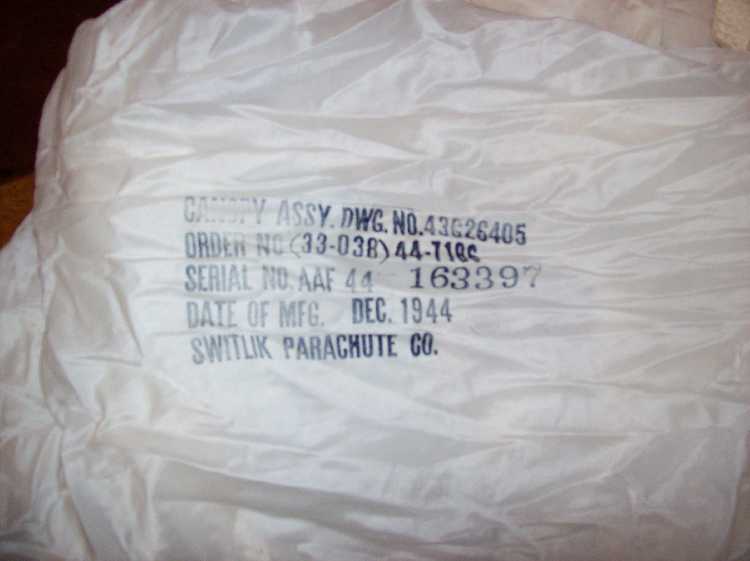 CANOPY ASSY. DWG. NO. 43G26405
ORDER NO (33-038)
SERIAL NO. AAF 44 163397
DATE OF MFG. DEC. 1944
SWITLIK PARACHUTE CO.